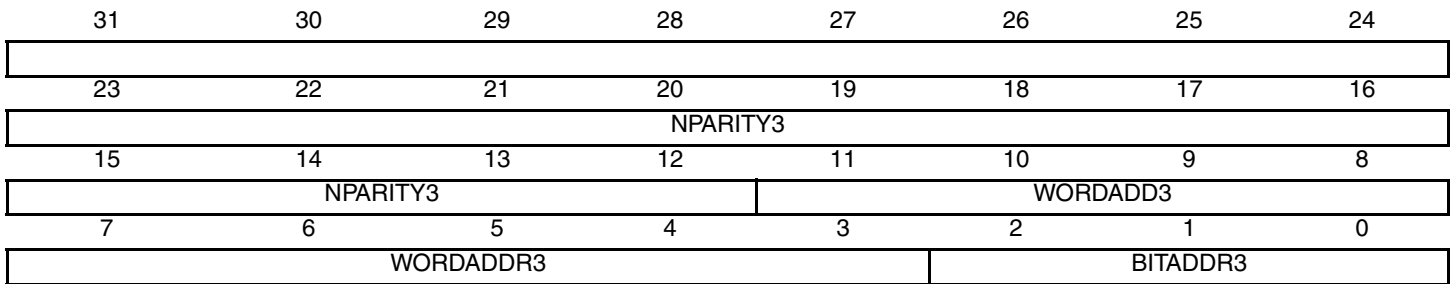 31 30 29 28 27 26 25 24
23 22 21 20 19 18 17 16
NPARITY3
15 14 13 12 11 10 9 8
NPARITY3 WORDADD3
7 6 5 4 3 2 1 0
WORDADDR3 BITADDR3